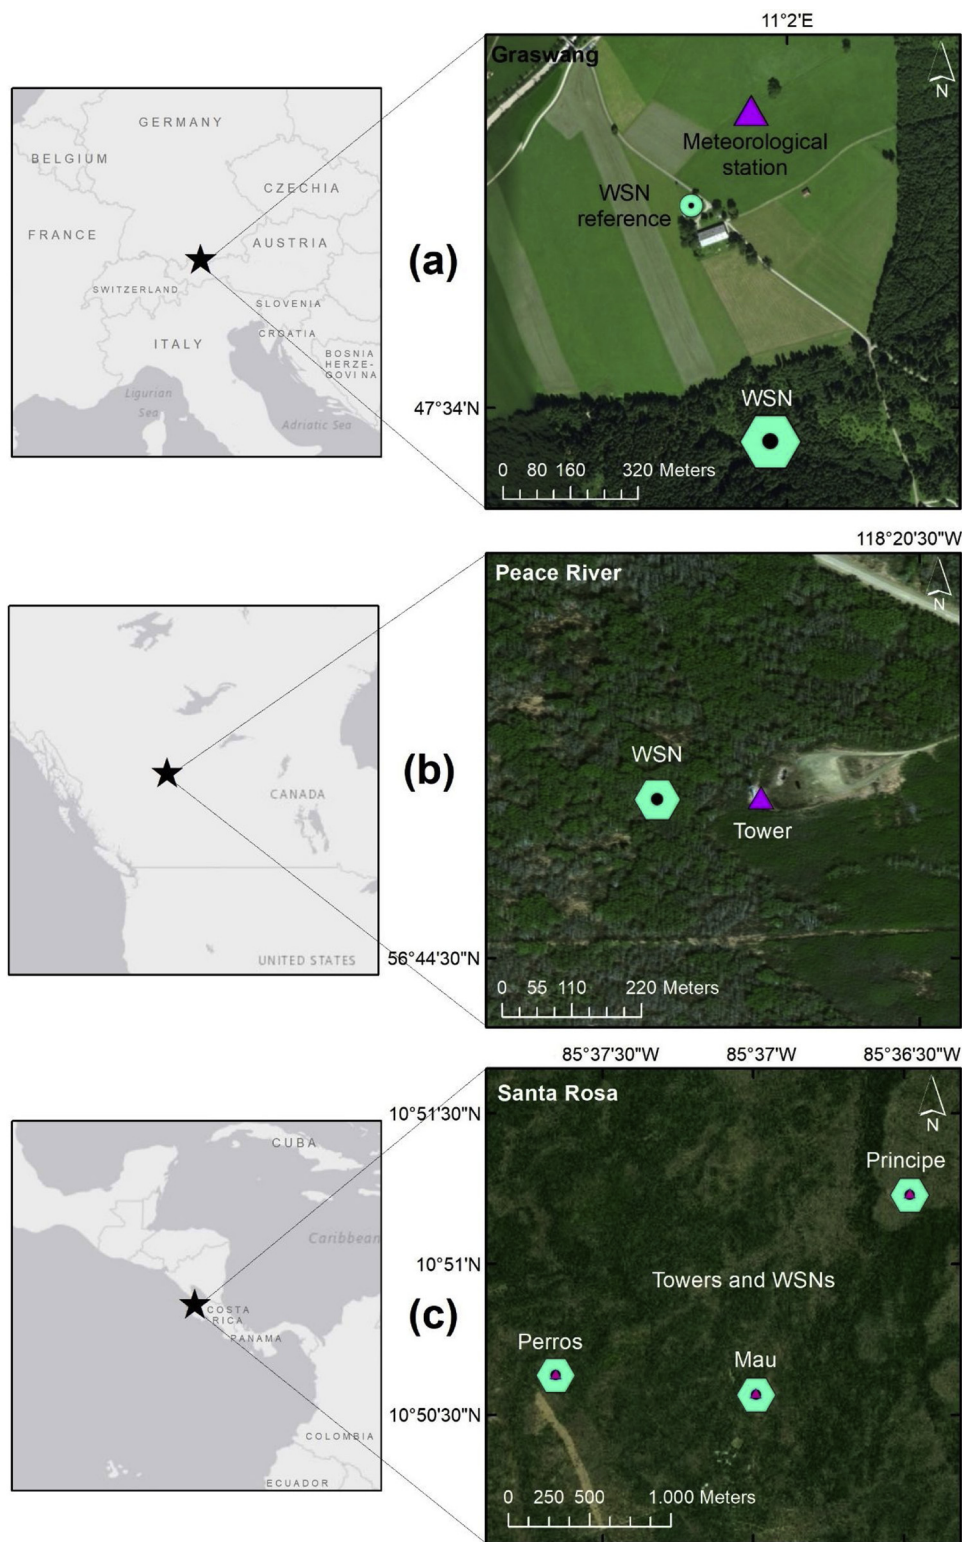 11°2'E
Graswang
N
GERMANY
BELGIUM
CZECHIA
FRANCE
AUSTRIA
SWITZERLAND
SLOVENIA
CROATIA
ITALY
BOSNIA
HERZE-
GOVINA
Ligurian
Sea
Adriatic Sea
(a)
Meteorological
station
WSN
reference
47°34'N
WSN
0 80 160 320 Meters
118°20'30"W
Peace River
N
CANADA
UNITED STATES
(b)
WSN
Tower
56°44'30"N
0 55 110 220 Meters
85°37'30"W 85°37'W 85°36'30"W
Santa Rosa
N
10°51'30"N
CUBA
Caribbean
COSTA
RICA
PANAMA
COLOMBIA
ECUADOR
(c)
Principe
10°51'N
Towers and WSNs
Perros
Mau
10°50'30"N
0 250 500 1.000 Meters